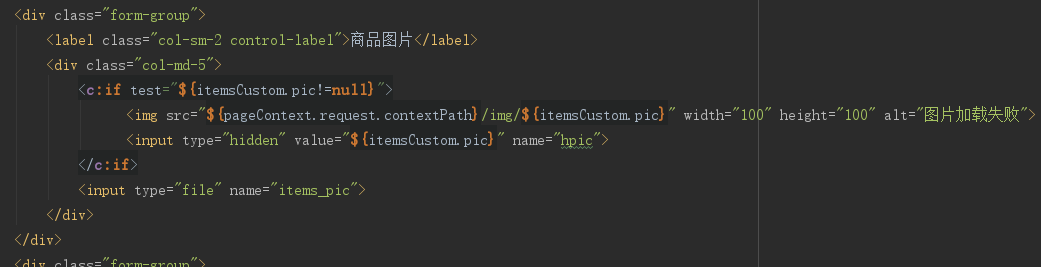 <div class="form-group">
<label class="col-sm-2 control-label">商品图片</label>
<div class="col-md-5">
<c:if test="${itemsCustom.pic!=null}">
<img src="${pageContext.request.contextPath}/img/${itemsCustom.pic}" width="100" height="100" alt="图片加载失败">
<input type="hidden" value="${itemsCustom.pic}" name="hpic">
</c:if>
<input type="file" name="items_pic">
</div>
</div>
<div class="form-group">